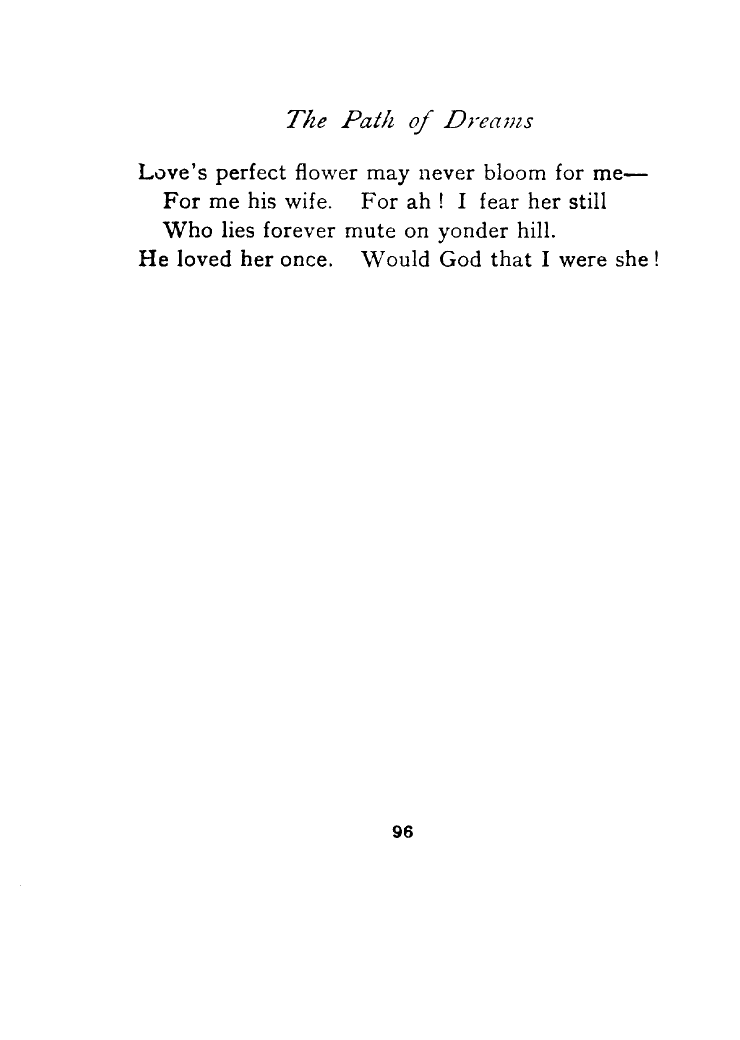 The Path of Dreams
Love's perfect flower may never bloom for me—
For me his wife. For ah ! I fear her still
Who lies forever mute on yonder hill.
He loved her once. Would God that I were she !
96